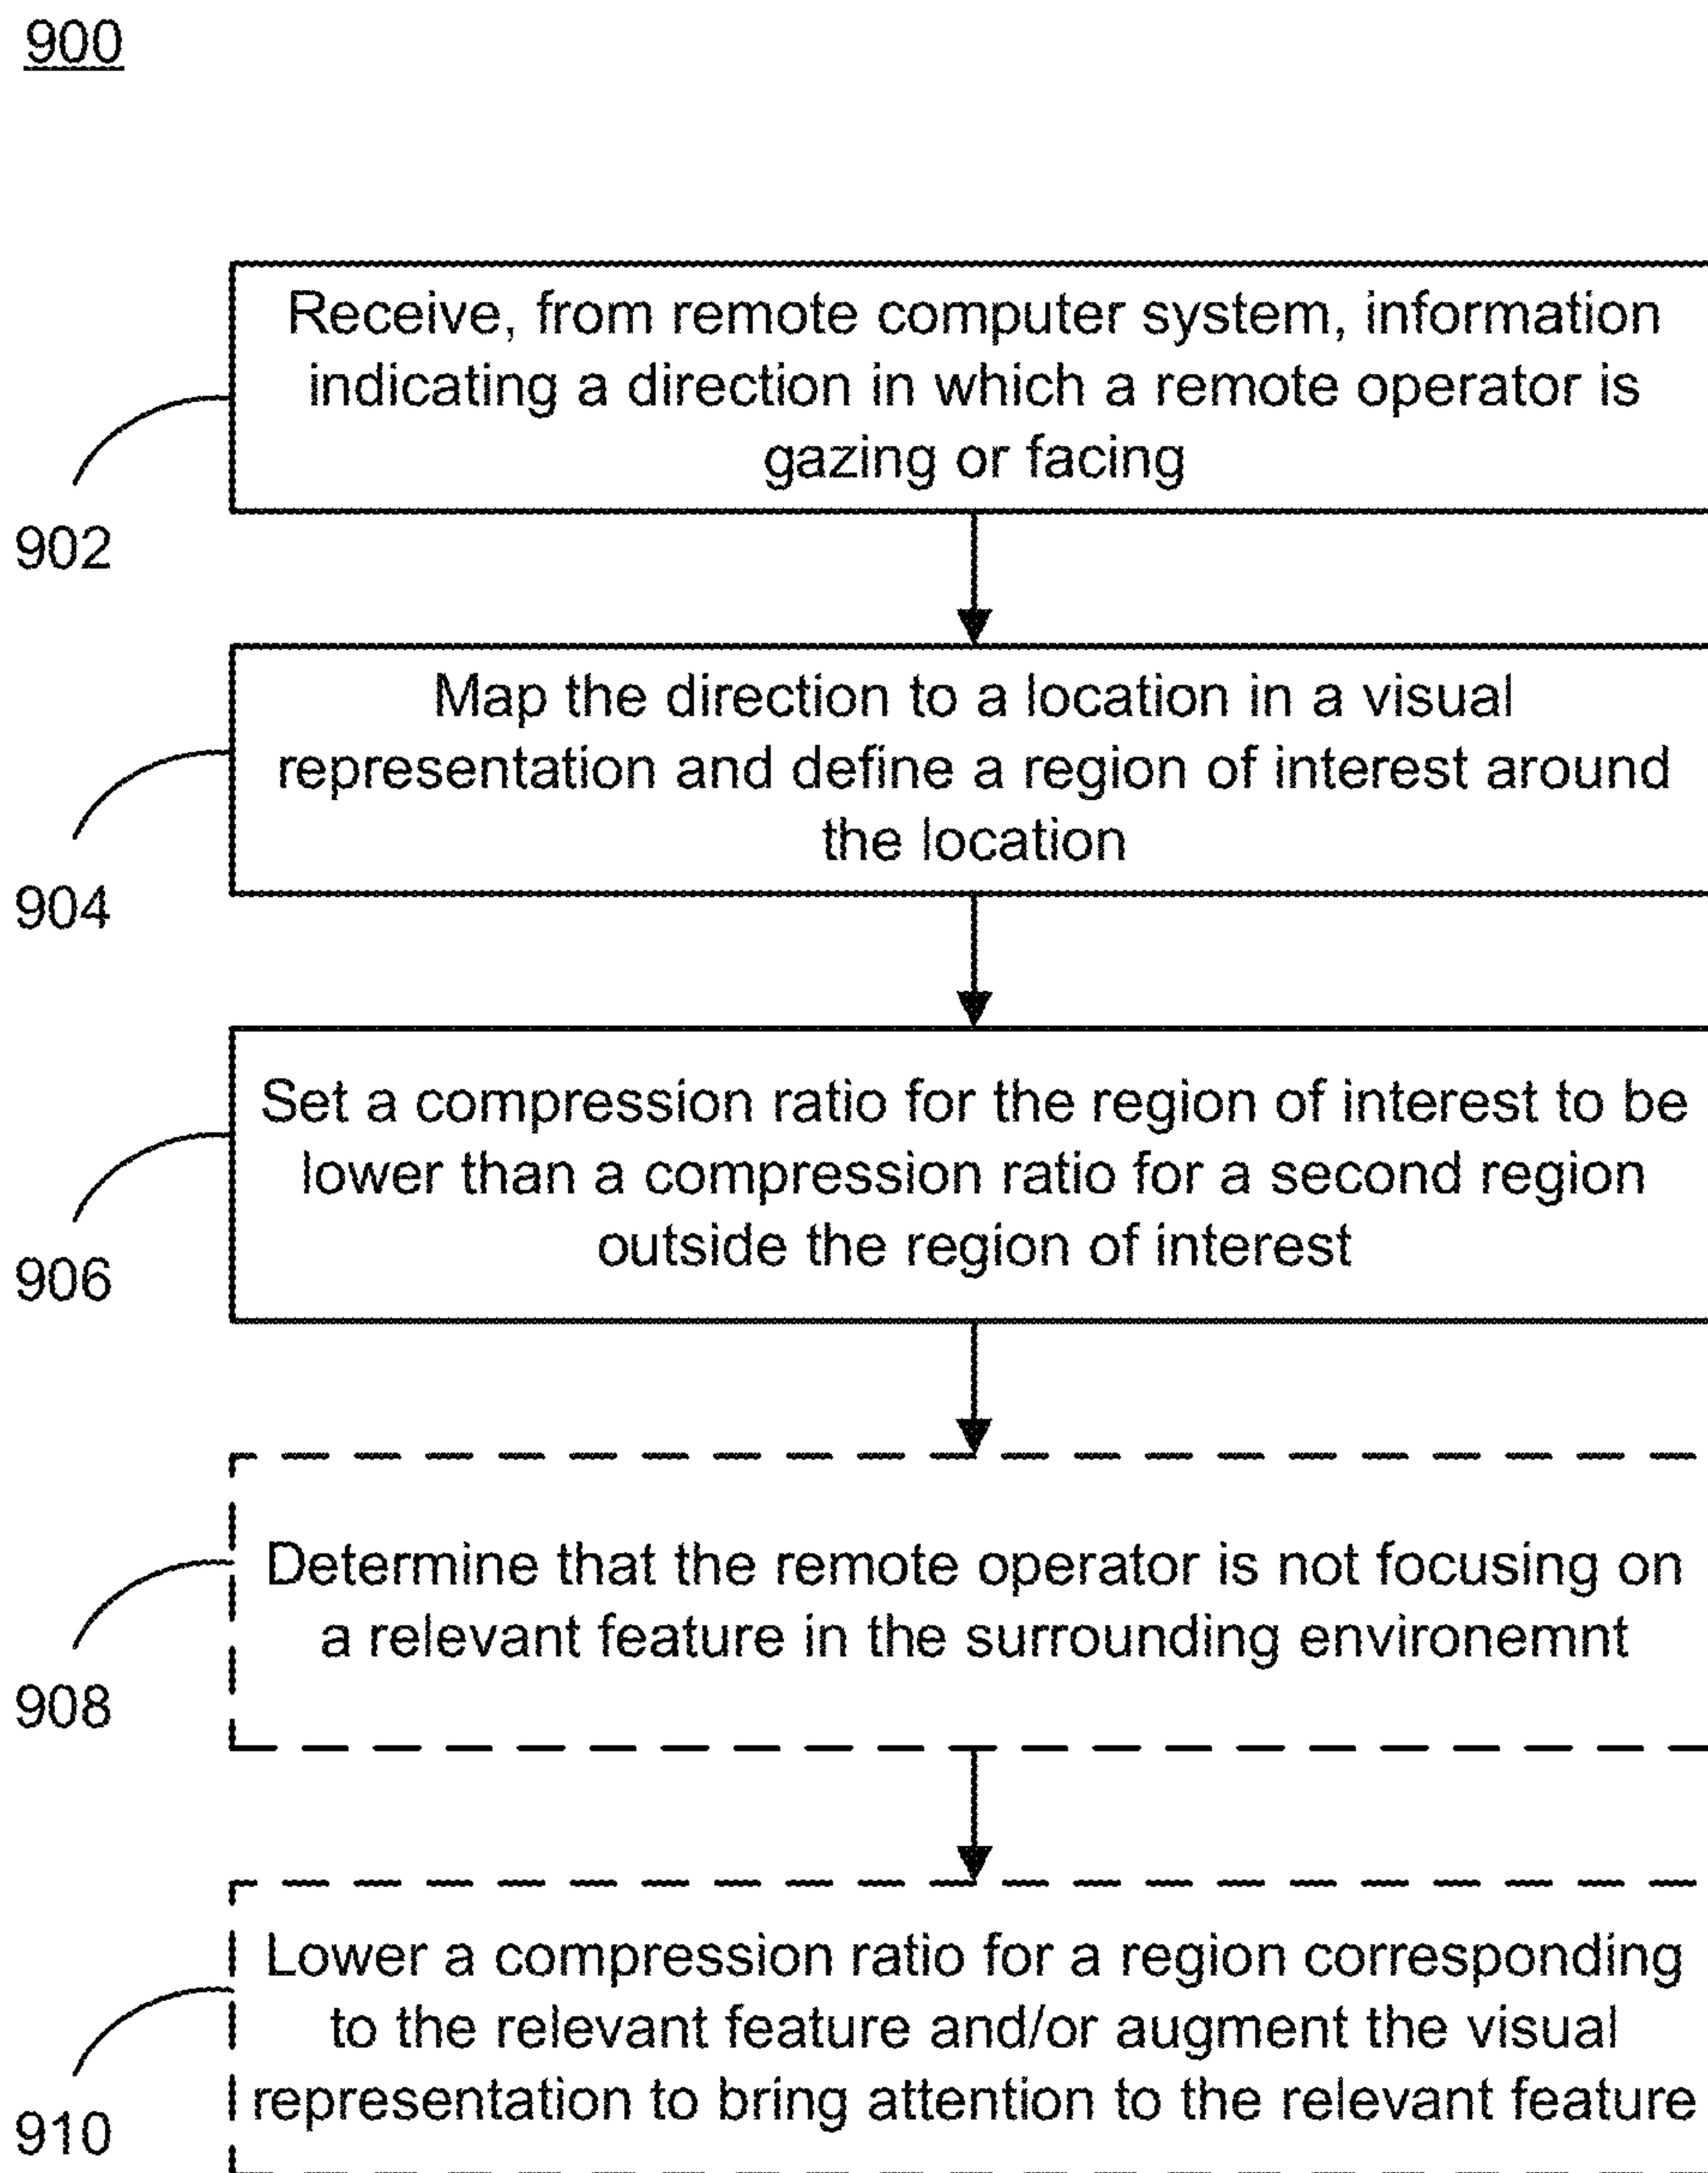 900
Receive, from remote computer system, information
indicating a direction in which a remote operator is
gazing or facing
902
Map the direction to a location in a visual
representation and define a region of interest around
the location
904
Set a compression ratio for the region of interest to be
lower than a compression ratio for a second region
outside the region of interest
906
Determine that the remote operator is not focusing on
a relevant feature in the surrounding environemnt
908
Lower a compression ratio for a region corresponding
to the relevant feature and/or augment the visual
representation to bring attention to the relevant feature
910